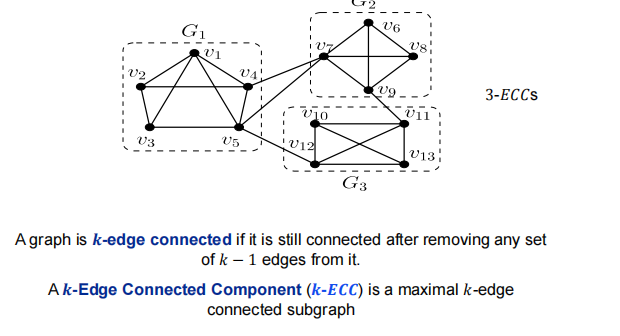 G1
G2
v1
v2
v3
v4
v5
v6
v7
v8
v9
v10
v11
v12
v13
G3
3-ECCs
A graph is k-edge connected if it is still connected after removing any set
of k − 1 edges from it.
A k-Edge Connected Component (k-ECC) is a maximal k-edge
connected subgraph